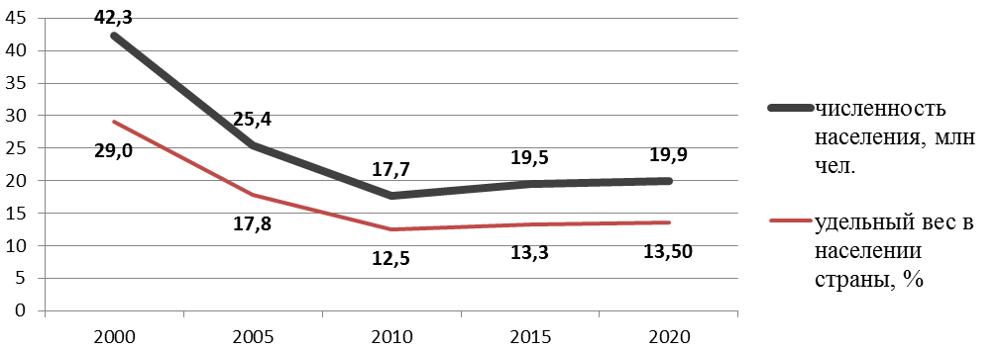 45
40
35
30
25
20
15
10
5
0
42,3
25,4
17,7
19,5
19,9
29,0
17,8
12,5
13,3
13,50
2000 2005 2010 2015 2020
численность
населения, млн
чел.
удельный вес в
населении
страны, %